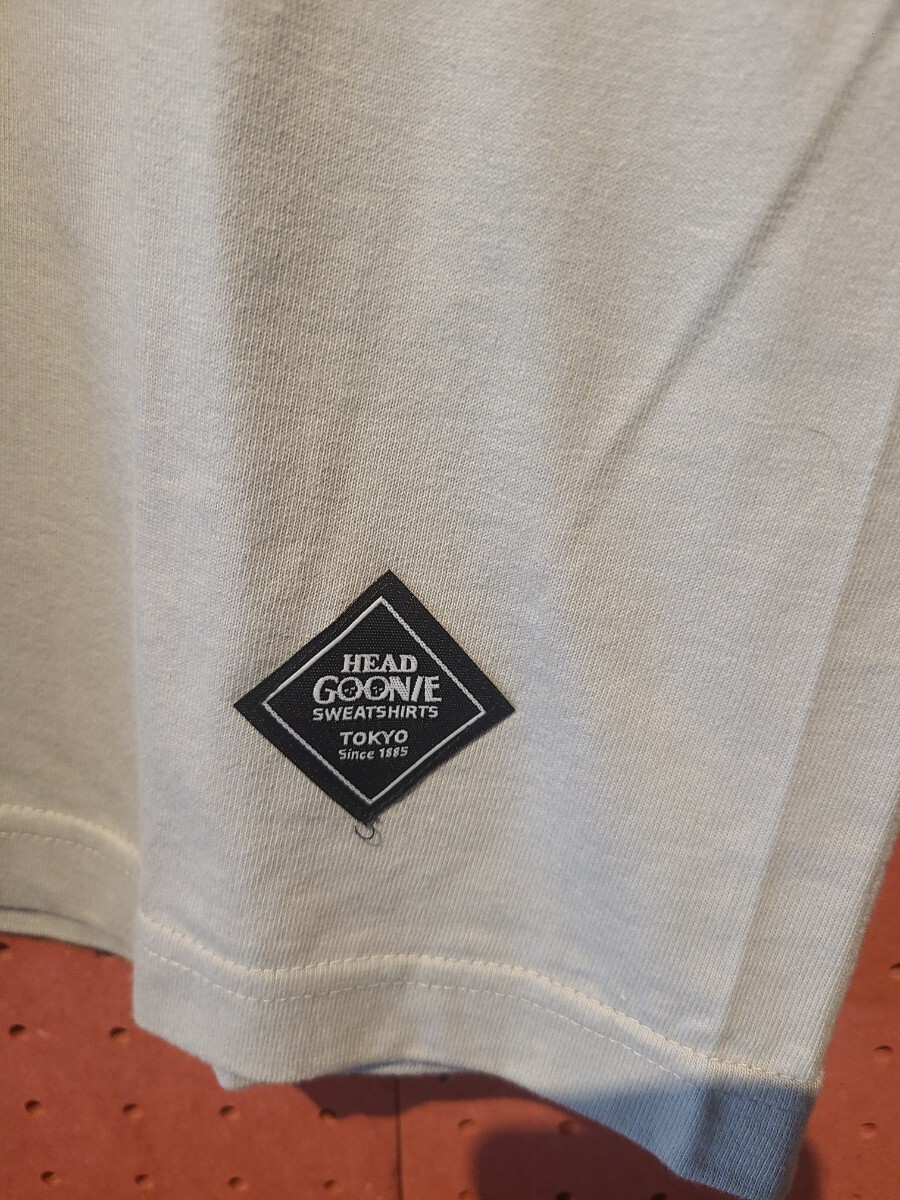 HEAD
GOONIE
SWEATSHIRTS
TOKYO
Since 1885